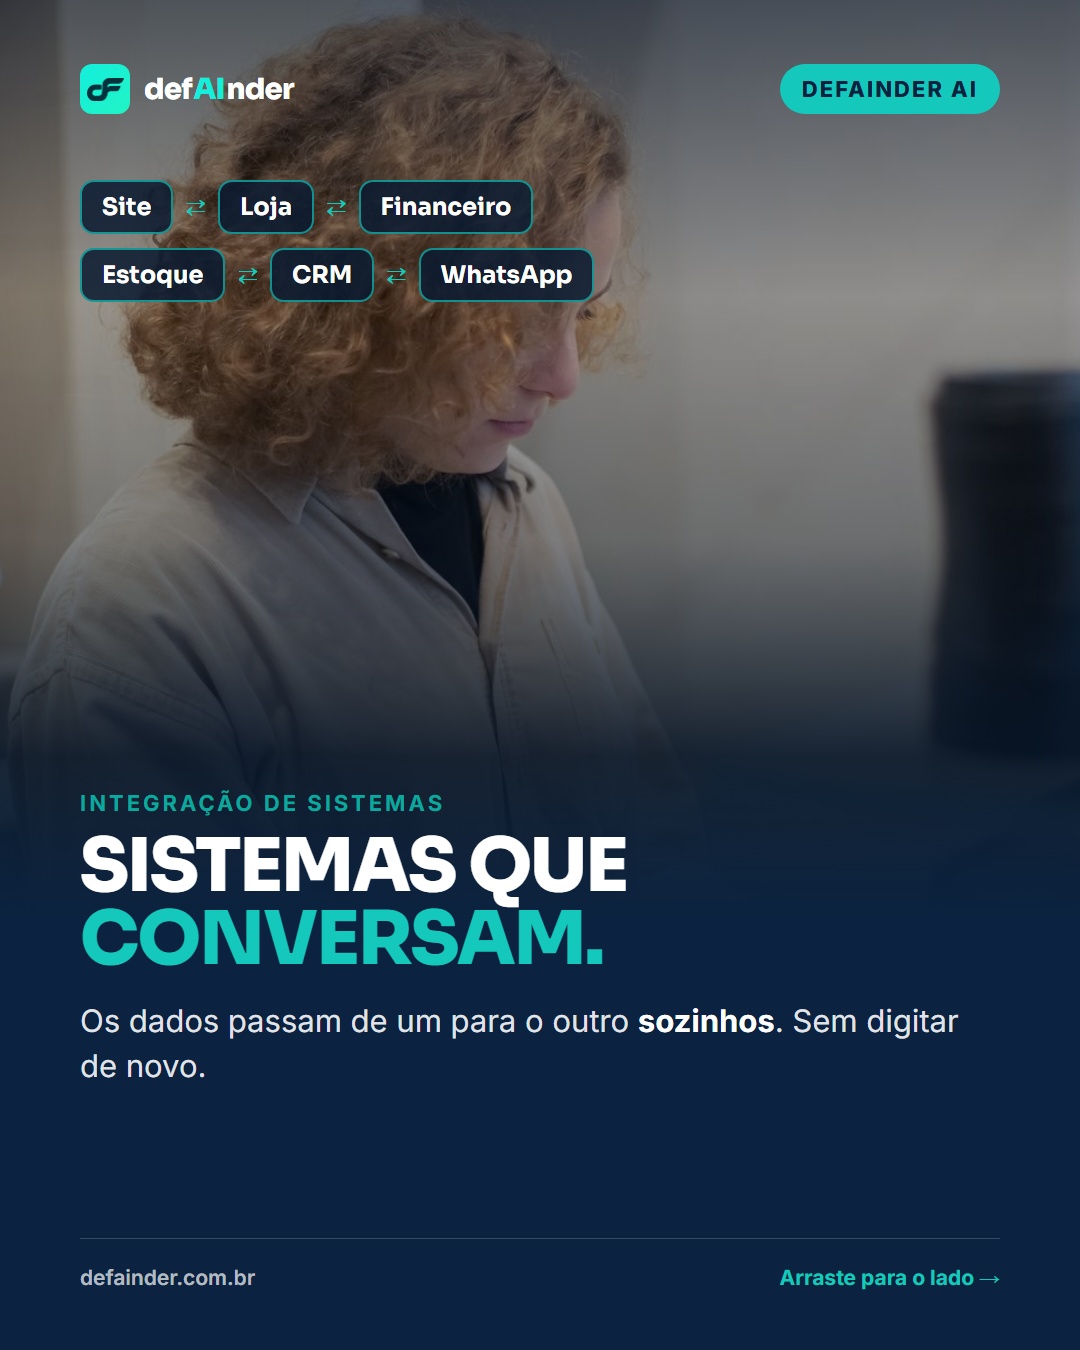 defAInder
DEFAINDER AI
Site ⇄ Loja ⇄ Financeiro
Estoque ⇄ CRM ⇄ WhatsApp
INTEGRAÇÃO DE SISTEMAS
SISTEMAS QUE
CONVERSAM.
Os dados passam de um para o outro sozinhos. Sem digitar
de novo.
defainder.com.br
Arraste para o lado →